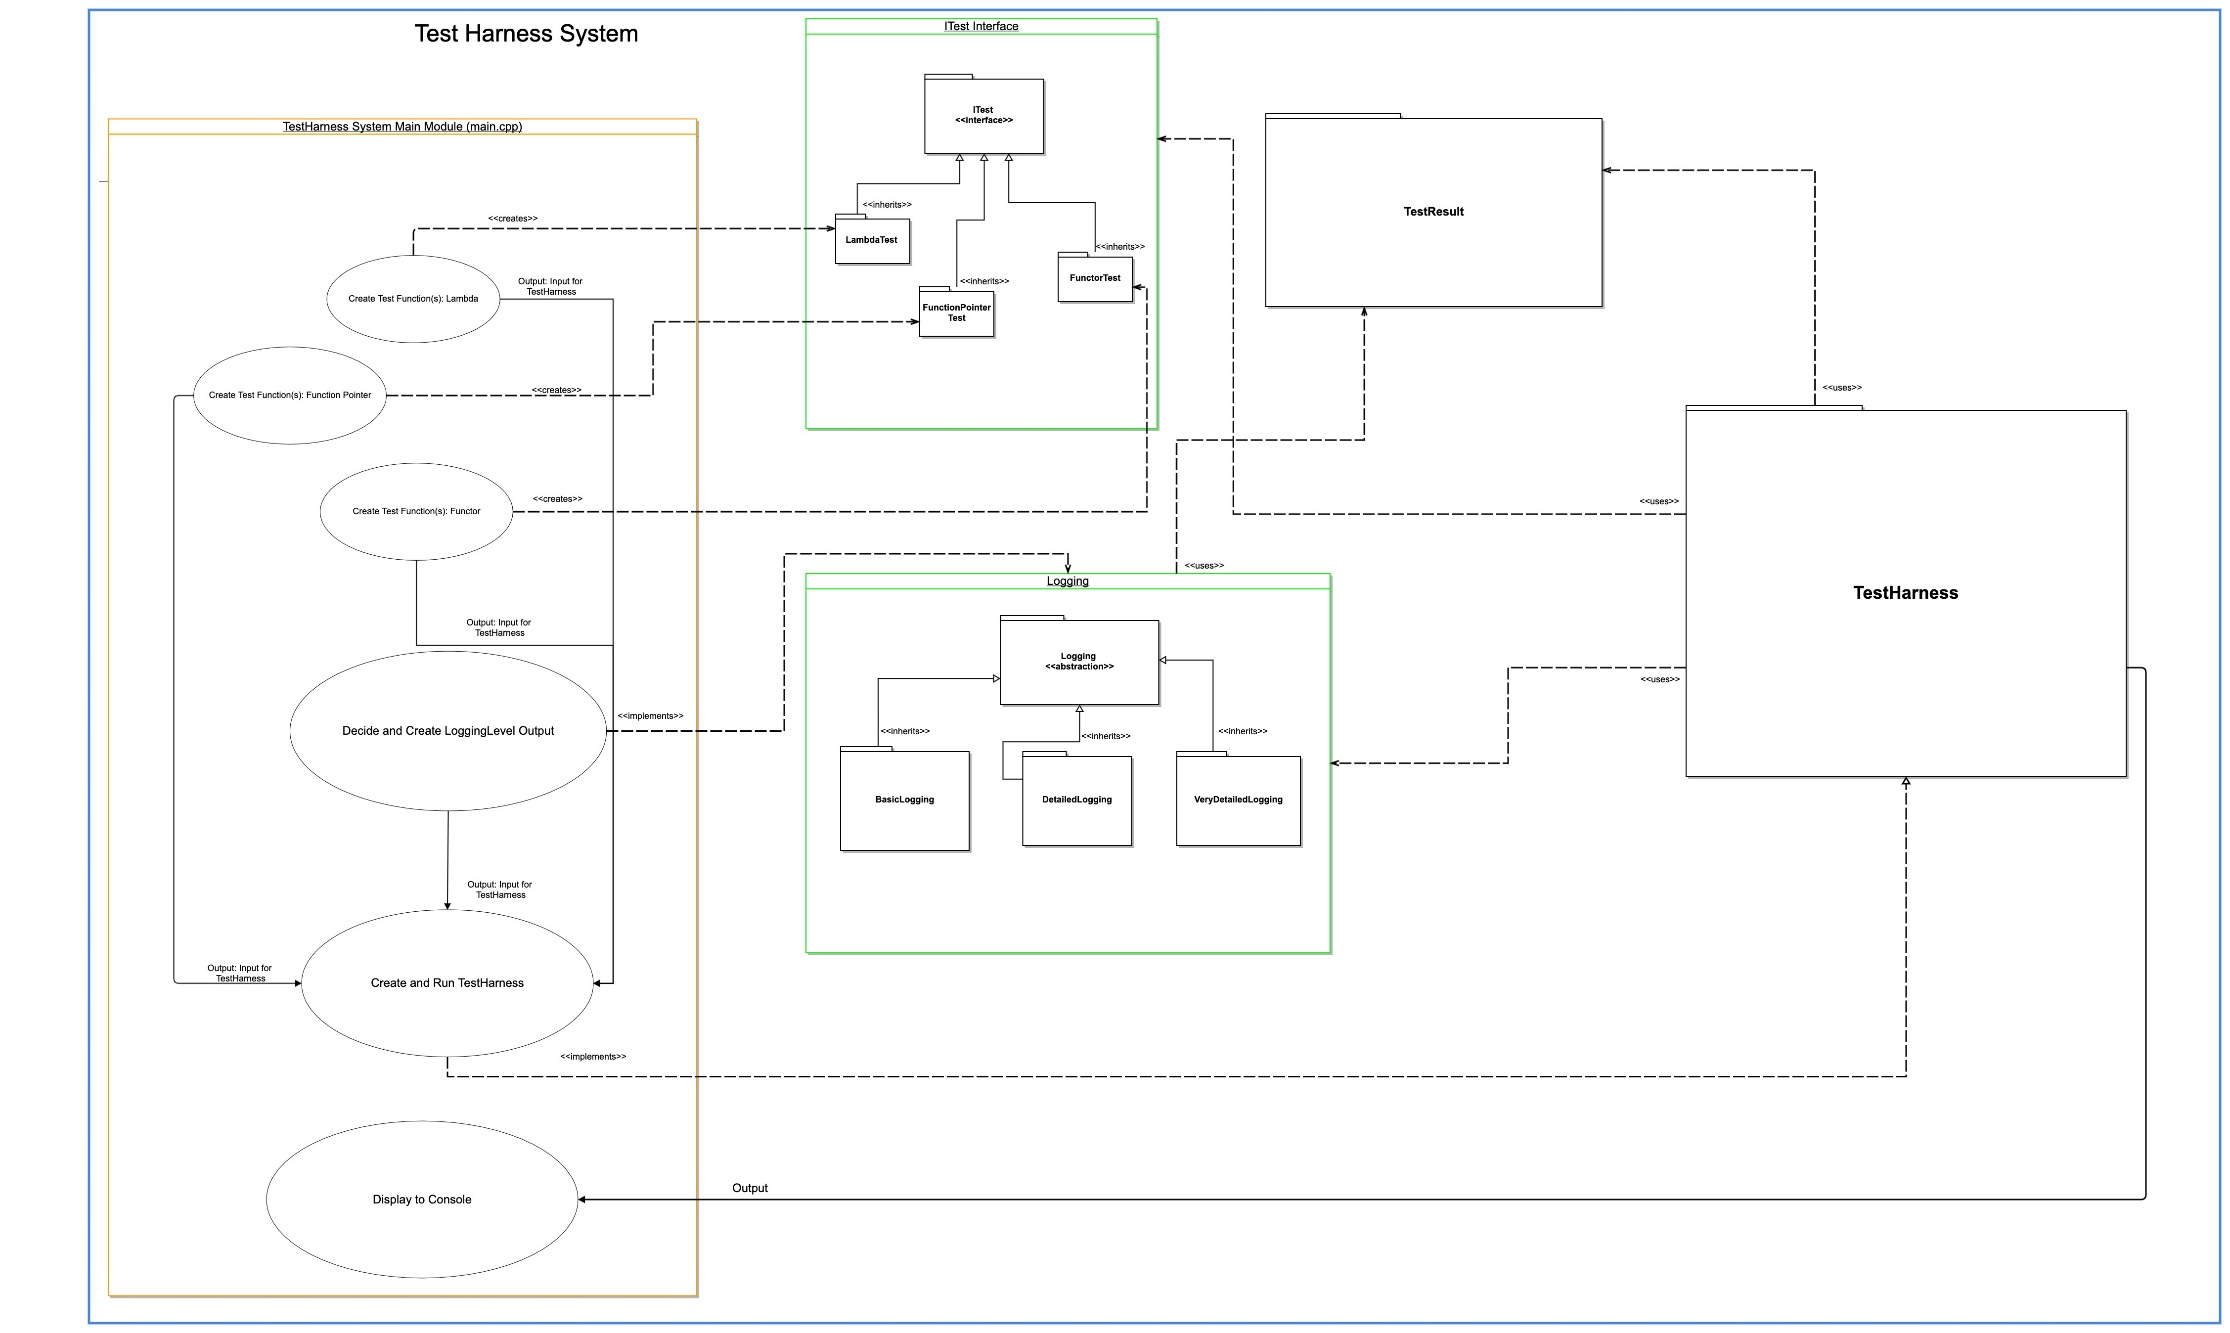 Test Harness System
ITest Interface
ITest
<<interface>>
<<inherits>>
LambdaTest
<<inherits>>
FunctionPointer
Test
<<inherits>>
FunctorTest
TestResult
TestHarness System Main Module (main.cpp)
<<creates>>
Create Test Function(s): Lambda
Output: Input for
TestHarness
Create Test Function(s): Function Pointer
<<creates>>
Create Test Function(s): Functor
<<creates>>
Output: Input for
TestHarness
Decide and Create LoggingLevel Output
<<implements>>
Output: Input for
TestHarness
Output: Input for
TestHarness
Create and Run TestHarness
<<implements>>
Display to Console
Output
<<uses>>
Logging
Logging
<<abstraction>>
<<inherits>>
BasicLogging
<<inherits>>
DetailedLogging
<<inherits>>
VeryDetailedLogging
<<uses>>
<<uses>>
TestHarness
<<uses>>